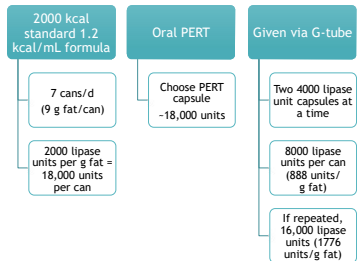 2000 kcal
standard 1.2
kcal/mL formula
7 cans/d
(9 g fat/can)
2000 lipase
units per g fat =
18,000 units
per can
Oral PERT
Choose PERT
capsule
~18,000 units
Given via G-tube
Two 4000 lipase
unit capsules at
a time
8000 lipase
units per can
(888 units/
g fat)
If repeated,
16,000 lipase
units (1776
units/g fat)